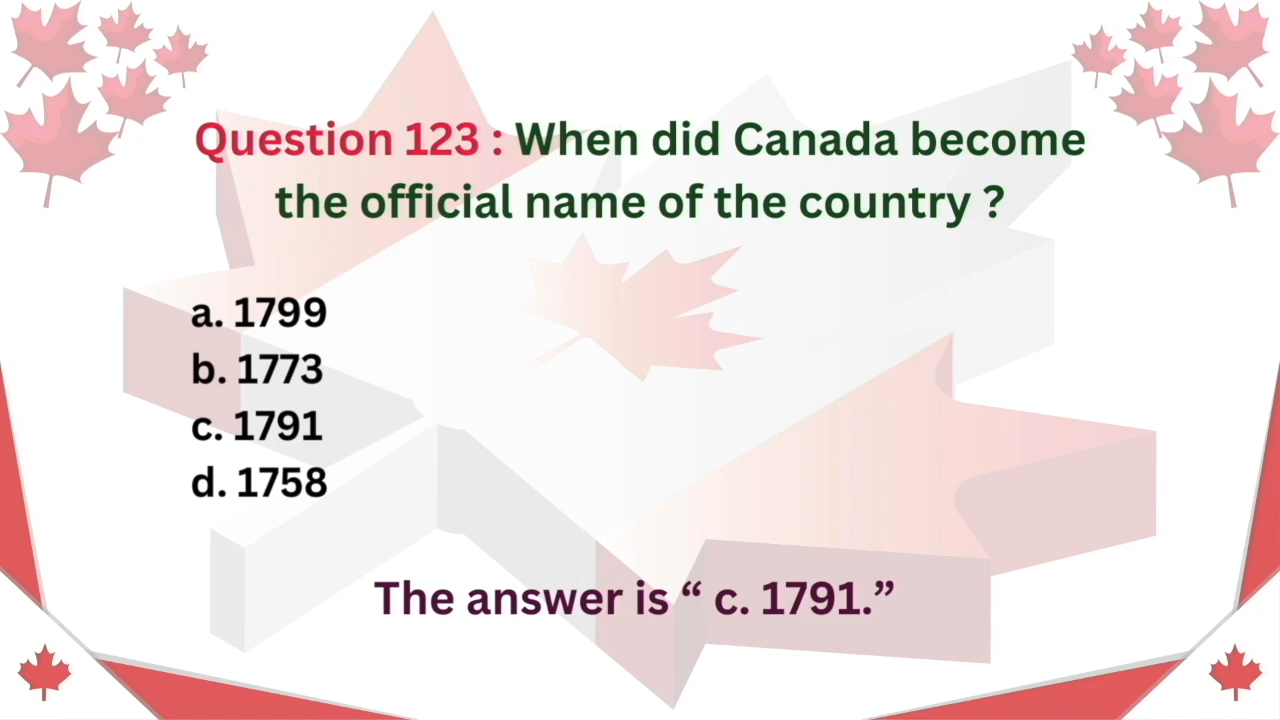 Question 123 : When did Canada become
the official name of the country ?
a. 1799
b. 1773
c. 1791
d. 1758
The answer is “ c. 1791.”